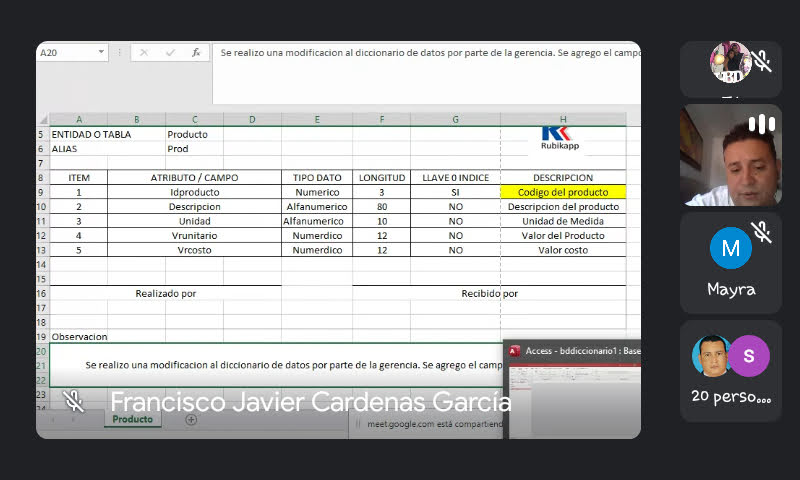 A20
fx
Se realizo una modificacion al diccionario de datos por parte de la gerencia. Se agrego el campo
A B C D E F G H
5 ENTIDAD O TABLA Producto
6 ALIAS Prod
Rubikapp
7
8 ITEM ATRIBUTO / CAMPO TIPO DATO LONGITUD LLAVE 0 INDICE DESCRIPCION
9 1 Idproducto Numerico 3 SI Codigo del producto
10 2 Descripcion Alfanumerico 80 NO Descripcion del producto
11 3 Unidad Alfanumerico 10 NO Unidad de Medida
12 4 Vrunitario Numerdico 12 NO Valor del Producto
13 5 Vrcosto Numerdico 12 NO Valor costo
14
15
16 Realizado por Recibido por
17
18
19 Observacion
20
21 Se realizo una modificacion al diccionario de datos por parte de la gerencia. Se agrego el camp
22
23
Access - bddiccionario1 : Base
Francisco Javier Cardenas García
Producto
meet.google.com está compartiend
M
Mayra
S
20 perso...